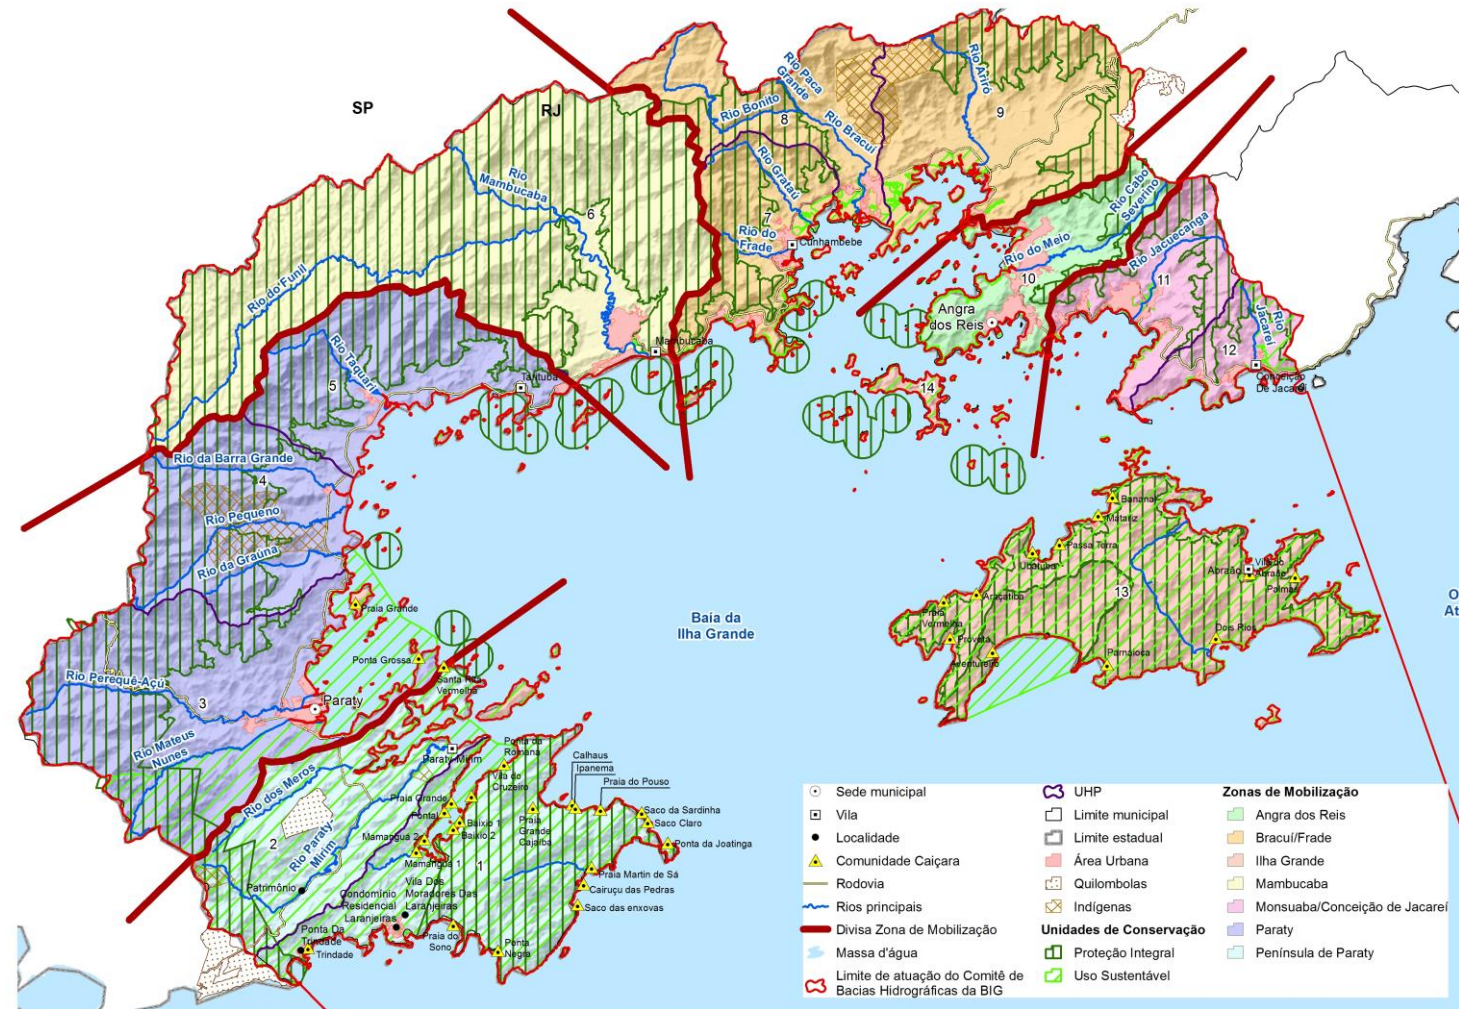 SP
RJ
Rio Paca
Grande
Rio Ariró
9
Rio Bonito
8
Rio Bracuí
Rio
Mambucaba
6
Rio Grataú
7
Rio do
Frade
Cunhambebe
Rio Cabo
Severino
Rio do Meio
10
Rio Jacuecanga
11
Rio do Funil
Angra
dos Reis
Rio
Jacareí
12
Conceição
De Jacareí
Mambucaba
Rio Taquari
5
Tarituba
14
Rio da Barra Grande
4
Rio Pequeno
Rio da Graúna
Bananal
Matariz
Passa Terra
Ubatuba
Vila do
Abraão
Abraão
Palmas
Araçatiba
13
Praia
Vermelha
Provetá
Aventureiro
Dois Rios
Parnaioca
Baía da
Ilha Grande
O
At
Praia Grande
Ponta Grossa
Santa Rita
Vermelha
Rio Perequê-Açú
3
Paraty
Rio Mateus
Nunes
Paraty-Mirim
Ponta da
Romana
Vila do
Cruzeiro
Calhaus
Ipanema
Praia do Pouso
Rio dos Meros
Praia Grande
Pontal
Baixio 1
Baixio 2
Praia
Grande
Cajaíba
Saco da Sardinha
Saco Claro
Ponta da Joatinga
2
Rio Paraty
Mirim
Mamanguá 2
Mamanguá 1
1
Praia Martin de Sá
Cairuçu das Pedras
Saco das enxovas
Patrimônio
Condomínio
Residencial
Laranjeiras
Vila Dos
Moradores Das
Laranjeiras
Ponta Da
Trindade
Trindade
Praia do
Sono
Ponta
Negra
Sede municipal
Vila
Localidade
Comunidade Caiçara
Rodovia
Rios principais
Divisa Zona de Mobilização
Massa d'água
Limite de atuação do Comitê de
Bacias Hidrográficas da BIG
UHP
Limite municipal
Limite estadual
Área Urbana
Quilombolas
Indígenas
Unidades de Conservação
Proteção Integral
Uso Sustentável
Zonas de Mobilização
Angra dos Reis
Bracuí/Frade
Ilha Grande
Mambucaba
Monsuaba/Conceição de Jacareí
Paraty
Península de Paraty